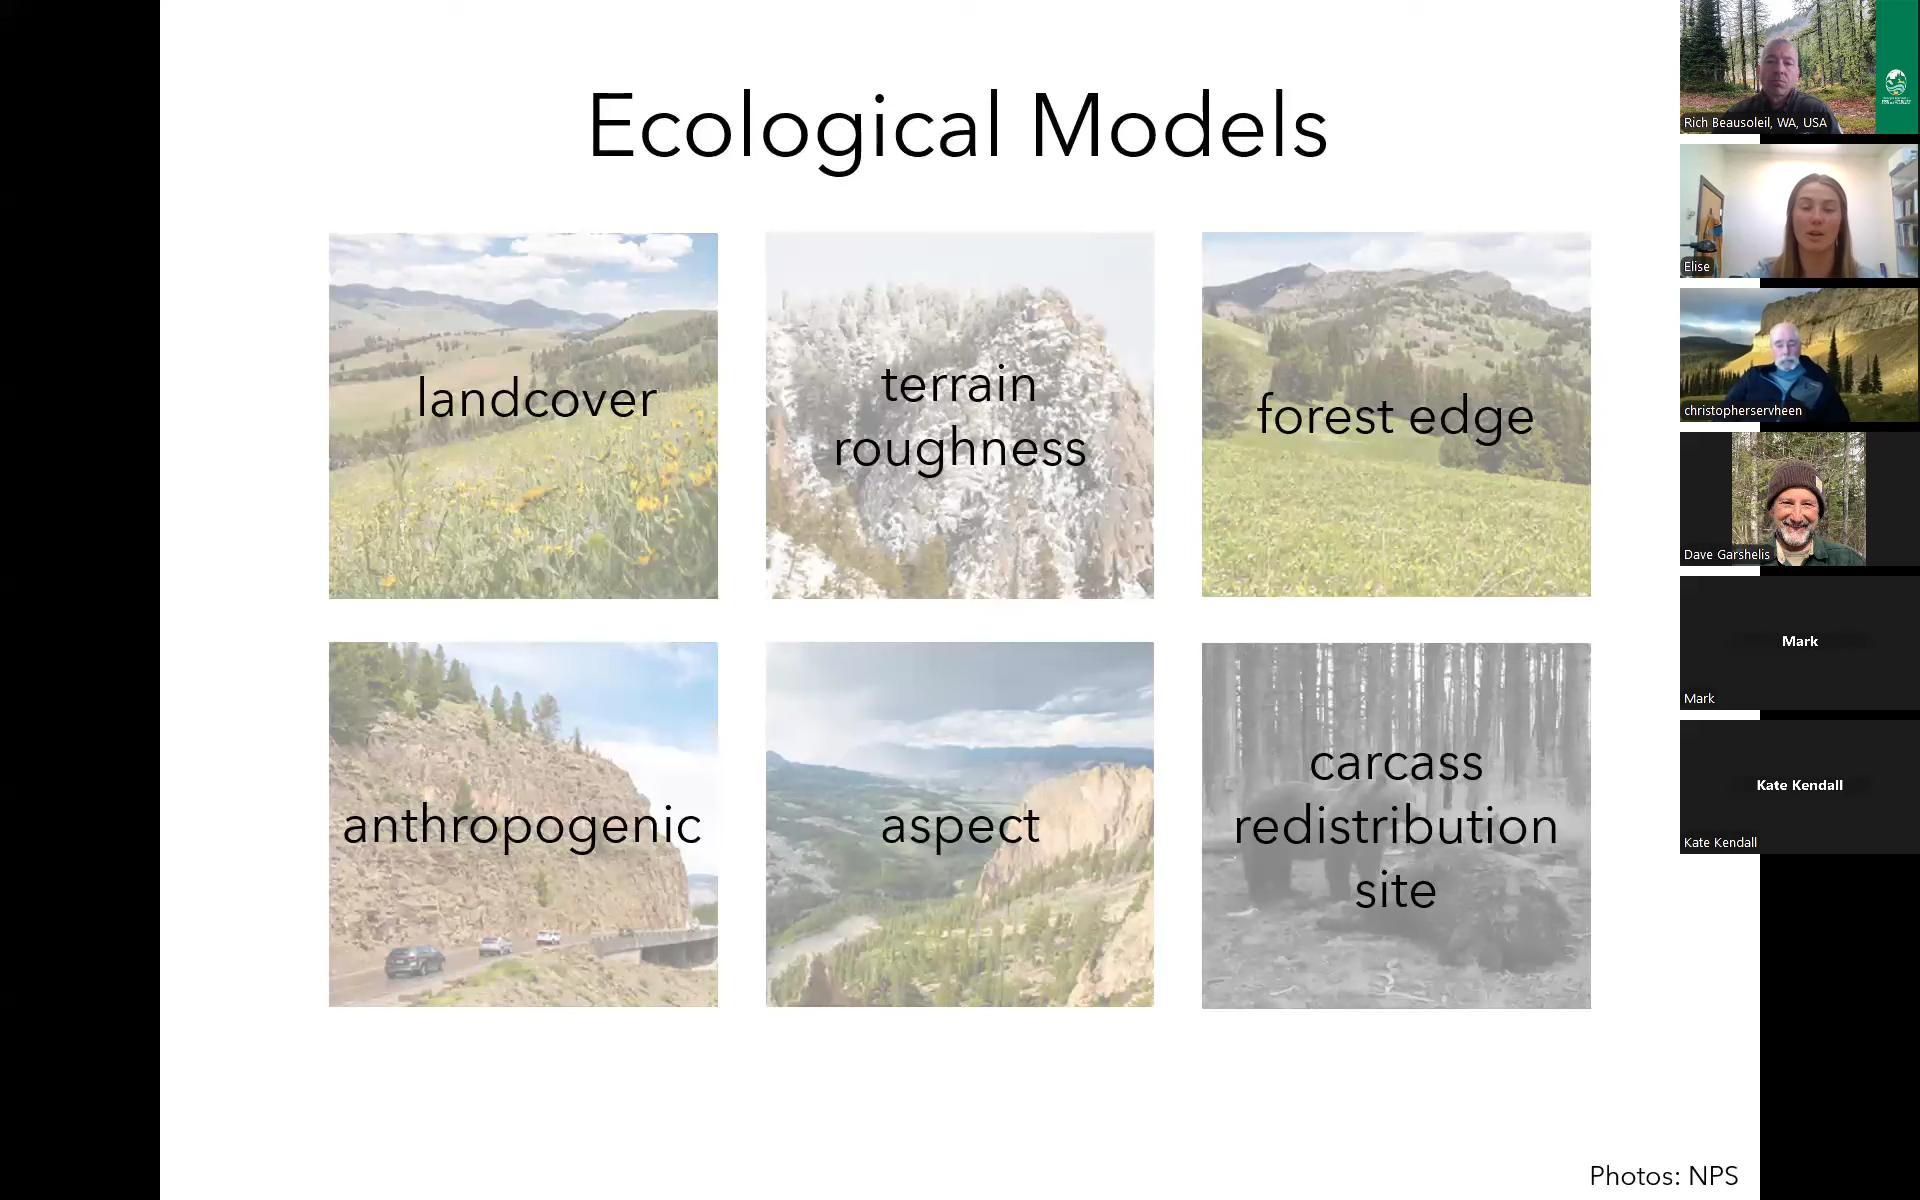 Ecological Models
landcover
terrain
roughness
forest edge
anthropogenic
aspect
carcass
redistribution
site
Photos: NPS
Rich Beausoleil, WA, USA
Elise
christopherservheen
Dave Garshelis
Mark
Mark
Kate Kendall
Kate Kendall